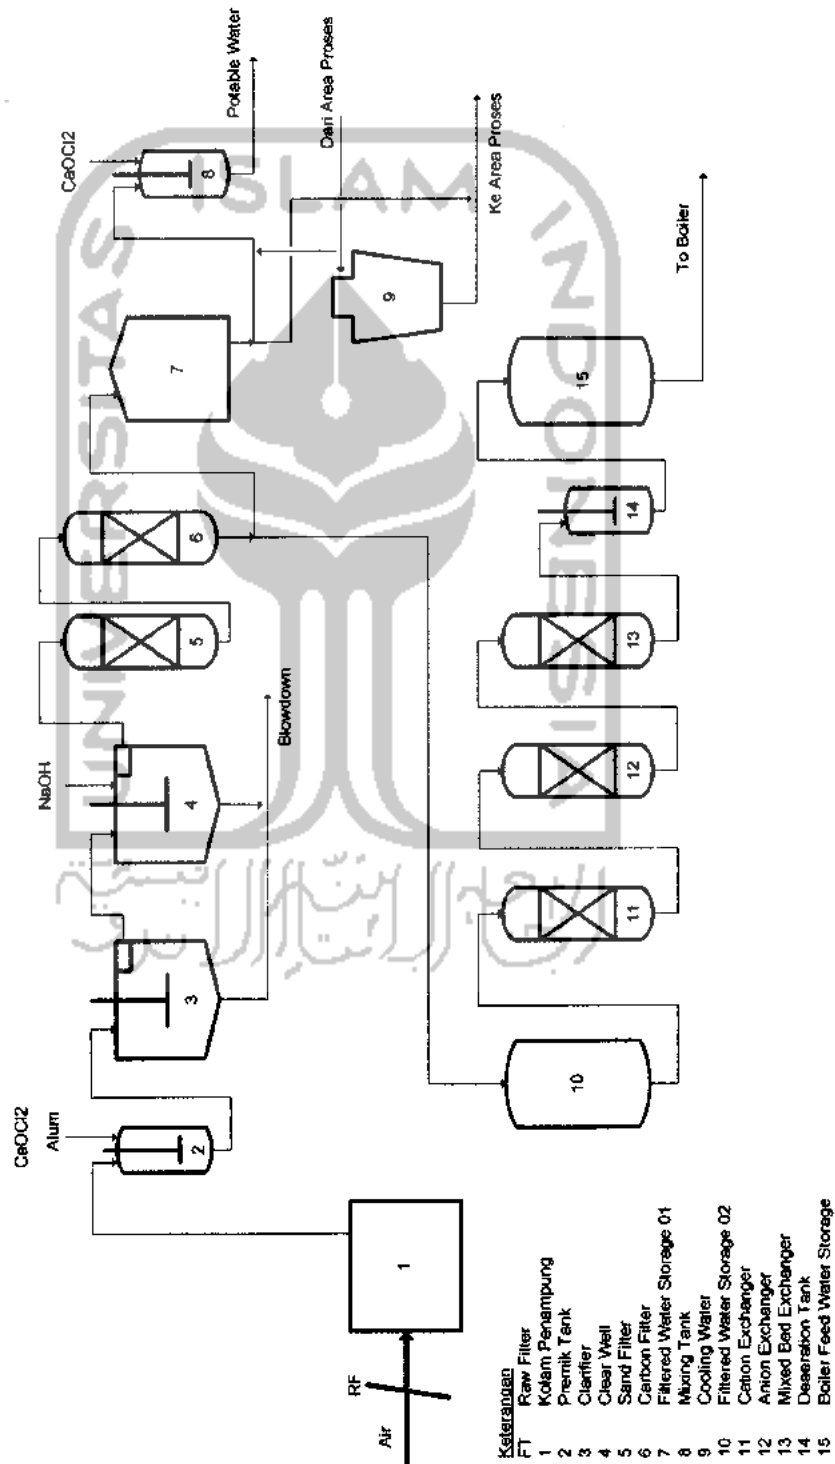 CaOCl2
Alum
NaOH
Blowdown
CaOCl2
Potable Water
Dari Area Proses
Ke Area Proses
To Boiler
Air
RF
1
2
3
4
5
6
7
8
9
10
11
12
13
14
15
UNIVERSITAS
ISLAM
INDONESIA
Keterangan
FT Raw Filter
1 Kolam Penampung
2 Premik Tank
3 Clarifier
4 Clear Well
5 Sand Filter
6 Carbon Filter
7 Filtered Water Storage 01
8 Mixing Tank
9 Cooling Water
10 Filtered Water Storage 02
11 Cation Exchanger
12 Anion Exchanger
13 Mixed Bed Exchanger
14 Deaeration Tank
15 Boiler Feed Water Storage